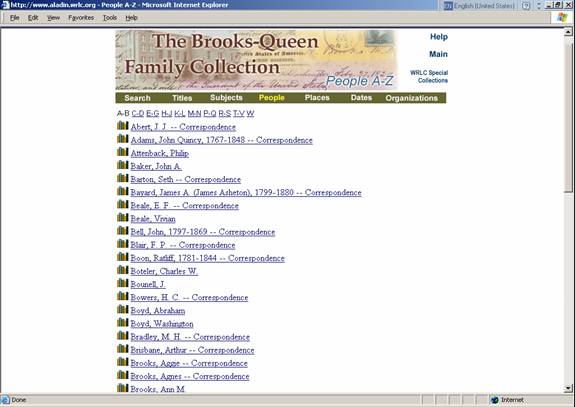 http://www.aladin.wrlc.org - People A-Z - Microsoft Internet Explorer
EN English (United States)
File Edit View Favorites Tools Help
The Brooks-Queen
Family Collection
People A-Z
Help
Main
WRLC Special
Collections
Search Titles Subjects People Places Dates Organizations
A-B C-D E-G H-J K-L M-N P-Q R-S T-V W
Abert, J. J. -- Correspondence
Adams, John Quincy, 1767-1848 -- Correspondence
Attenback, Philip
Baker, John A.
Barton, Seth -- Correspondence
Bayard, James A. (James Asheton), 1799-1880 -- Correspondence
Beale, E. F. -- Correspondence
Beale, Vivian
Bell, John, 1797-1869 -- Correspondence
Blair, F. P. -- Correspondence
Boon, Ratliff, 1781-1844 -- Correspondence
Boteler, Charles W.
Bounell, J.
Bowers, H. C. -- Correspondence
Boyd, Abraham
Boyd, Washington
Bradley, M. H. -- Correspondence
Brisbane, Arthur -- Correspondence
Brooks, Aggie -- Correspondence
Brooks, Agnes -- Correspondence
Brooks, Ann M.
Done Internet